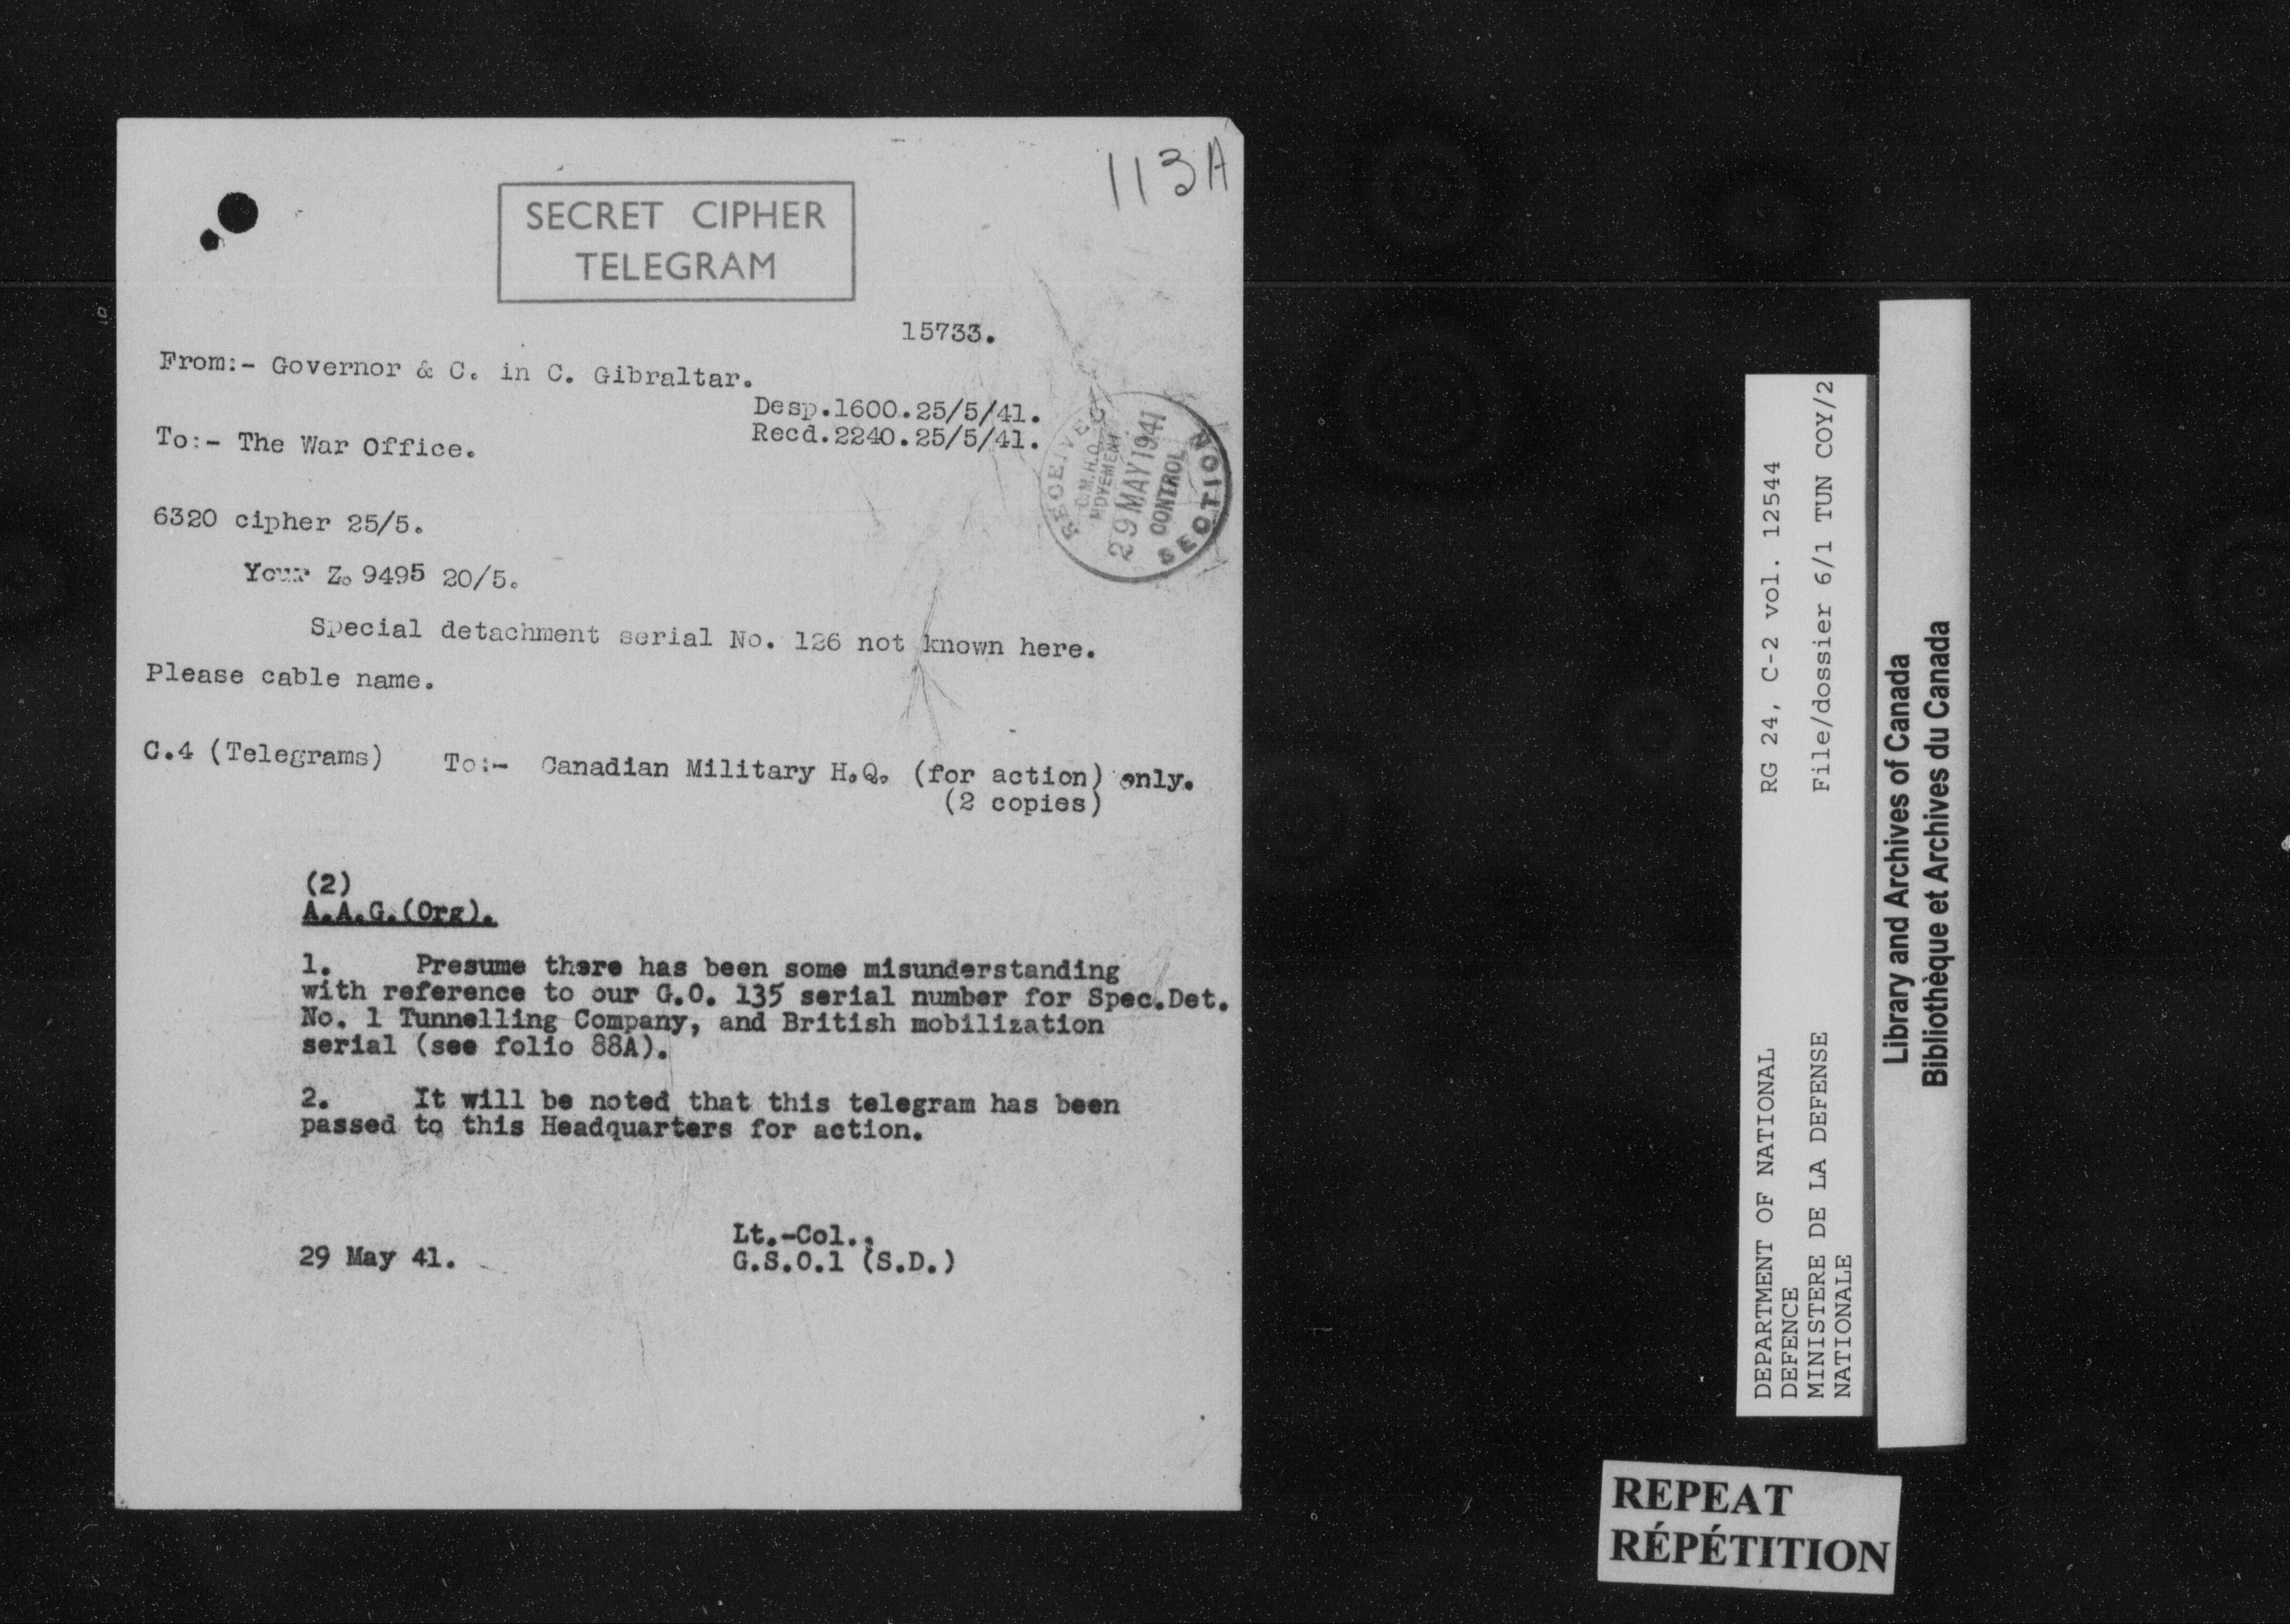 113A
SECRET CIPHER
TELEGRAM
15733.
From:- Governor & C. in C. Gibraltar.
Desp.1600.25/5/41.
Recd.2240.25/5/41.
To:- The War Office.
RECEIVED
C.M.H.Q.
MOVEMENT
29 MAY 1941
CONTROL
SECTION
6320 cipher 25/5.
Your Z. 9495 20/5.
Special detachment serial No. 126 not known here.
Please cable name.
C.4 (Telegrams) To:- Canadian Military H.Q. (for action) only.
(2 copies)
(2)
A.A.G.(Org).
1. Presume there has been some misunderstanding
with reference to our G.O. 135 serial number for Spec.Det.
No. 1 Tunnelling Company, and British mobilization
serial (see folio 88A).
2. It will be noted that this telegram has been
passed to this Headquarters for action.
Lt.-Col.,
29 May 41. G.S.O.1 (S.D.)
DEPARTMENT OF NATIONAL RG 24, C-2 vol. 12544
DEFENCE
MINISTERE DE LA DEFENSE File/dossier 6/1 TUN COY/2
NATIONALE
Library and Archives of Canada
Bibliothèque et Archives du Canada
REPEAT
RÉPÉTITION